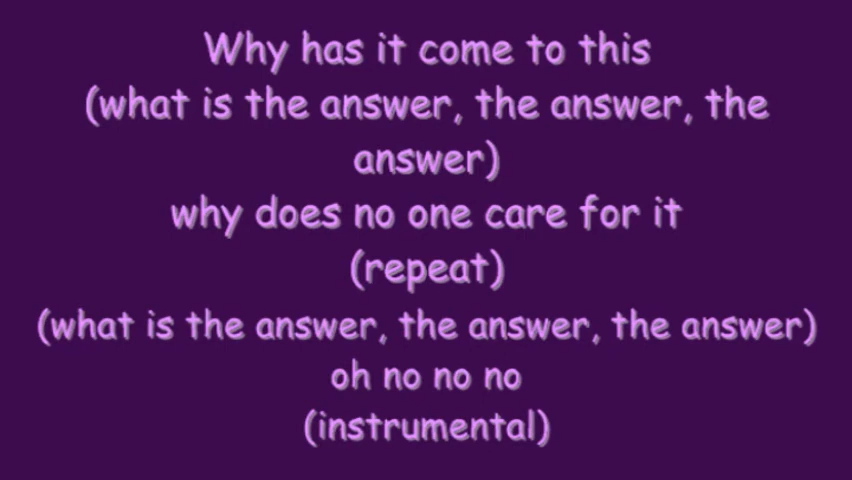 Why has it come to this
(what is the answer, the answer, the
answer)
why does no one care for it
(repeat)
(what is the answer, the answer, the answer)
oh no no no
(instrumental)